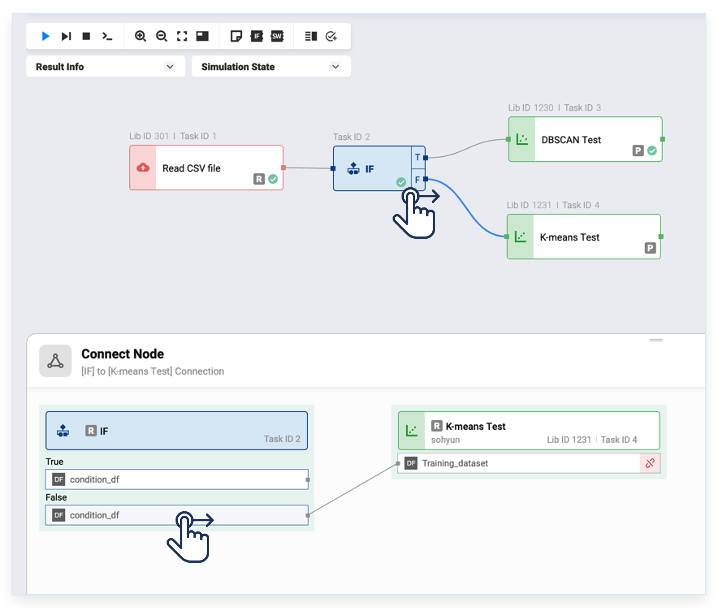 IF
SW
Result Info
Simulation State
Lib ID 301 | Task ID 1
Read CSV file
R
Task ID 2
IF
T
F
Lib ID 1230 | Task ID 3
DBSCAN Test
P
Lib ID 1231 | Task ID 4
K-means Test
P
Connect Node
[IF] to [K-means Test] Connection
R IF
Task ID 2
True
DF condition_df
False
DF condition_df
R K-means Test
sohyun Lib ID 1231 | Task ID 4
DF Training_dataset